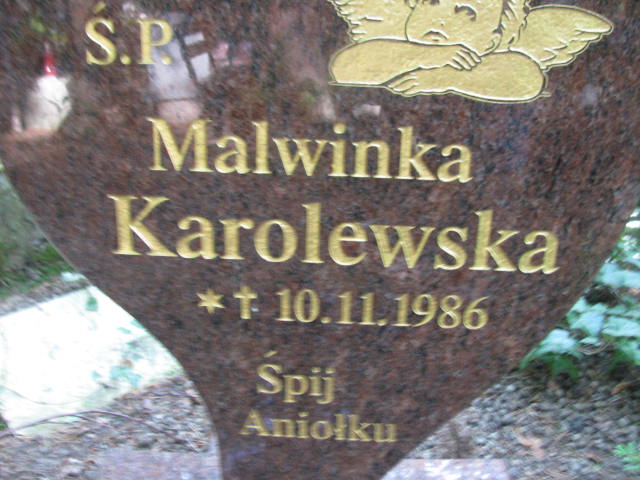 Ś.P.
Malwinka
Karolewska
*† 10.11.1986
Śpij
Aniołku